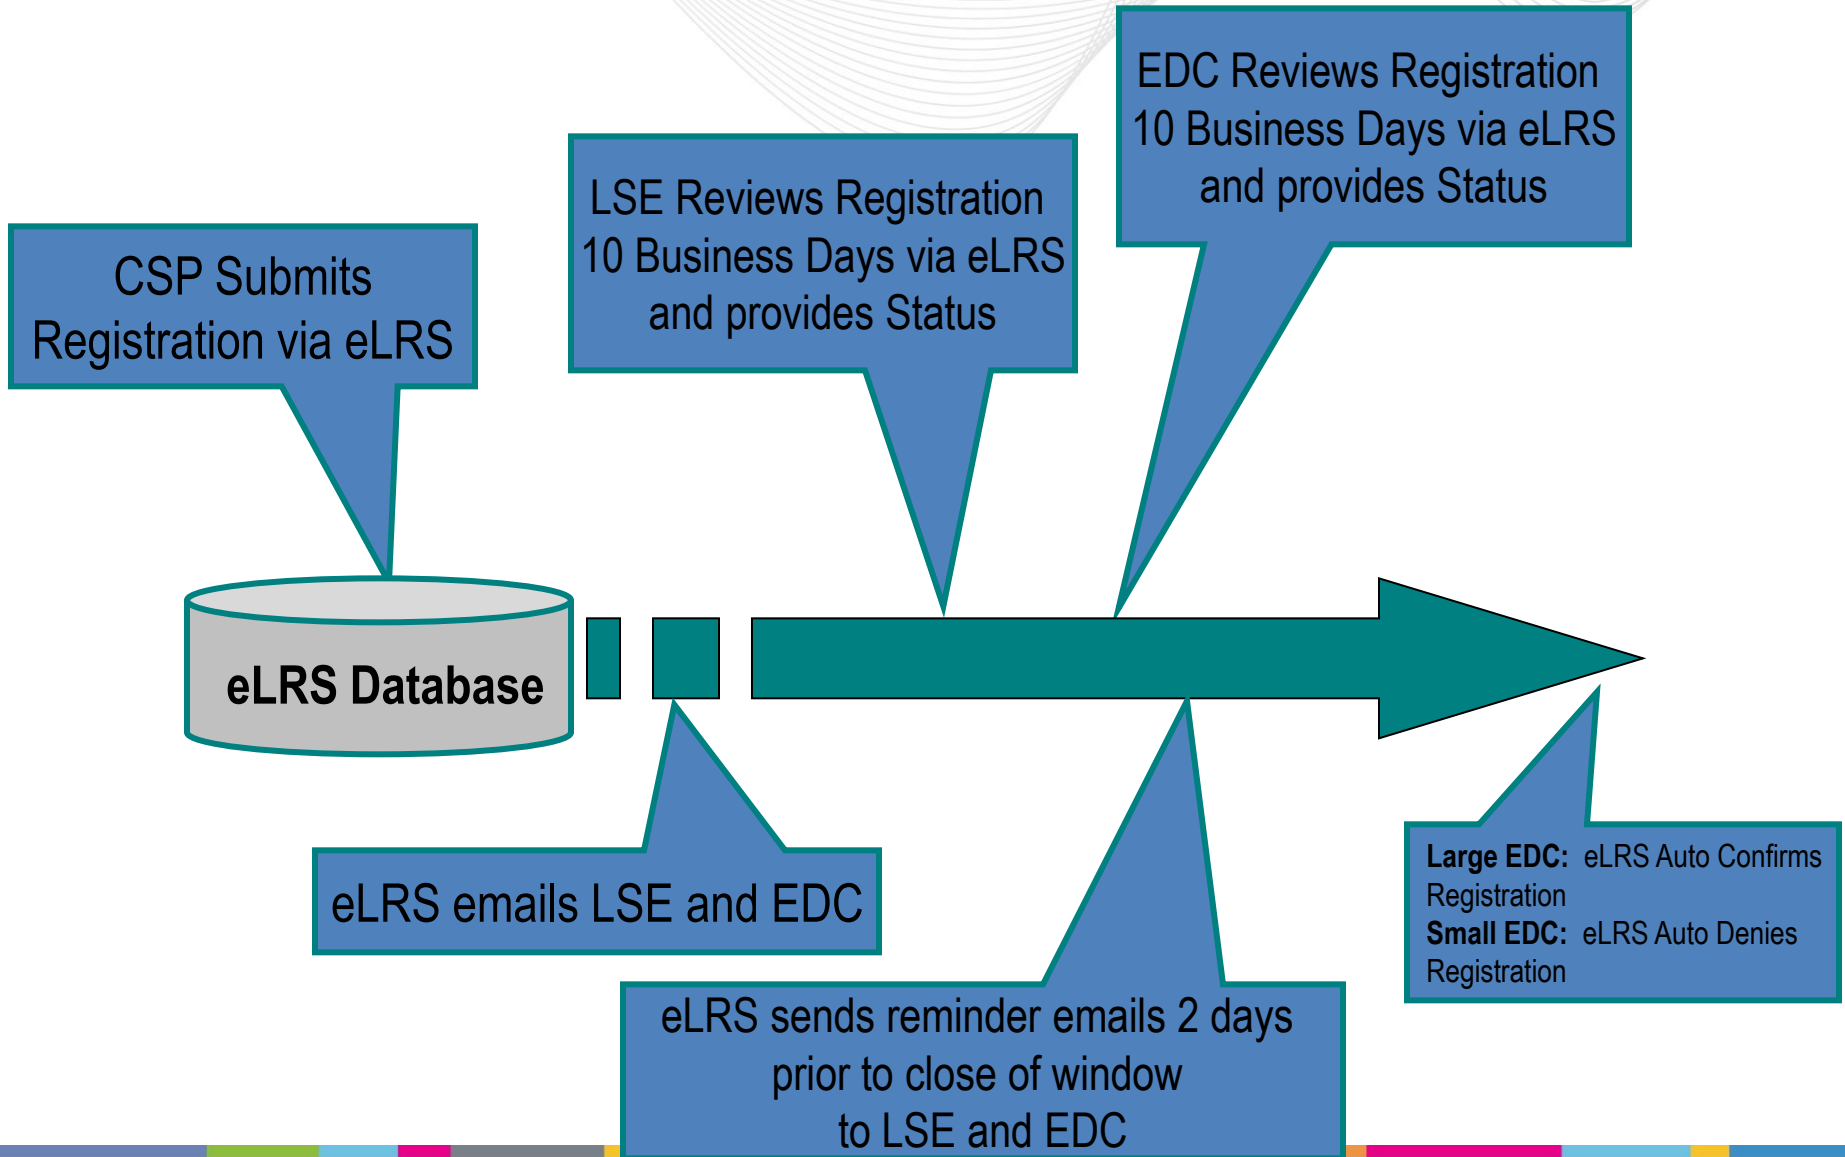 CSP Submits
Registration via eLRS
LSE Reviews Registration
10 Business Days via eLRS
and provides Status
EDC Reviews Registration
10 Business Days via eLRS
and provides Status
eLRS Database
eLRS emails LSE and EDC
eLRS sends reminder emails 2 days
prior to close of window
to LSE and EDC
Large EDC: eLRS Auto Confirms
Registration
Small EDC: eLRS Auto Denies
Registration